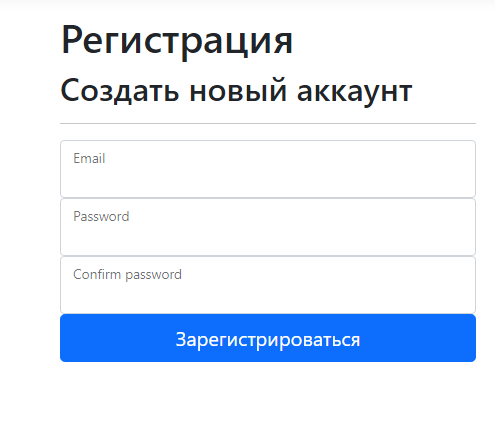 Регистрация
Создать новый аккаунт
Email
Password
Confirm password
Зарегистрироваться